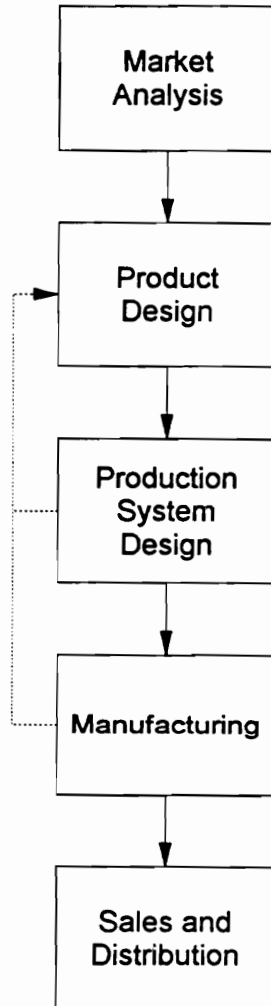 Market
Analysis
Product
Design
Production
System
Design
Manufacturing
Sales and
Distribution